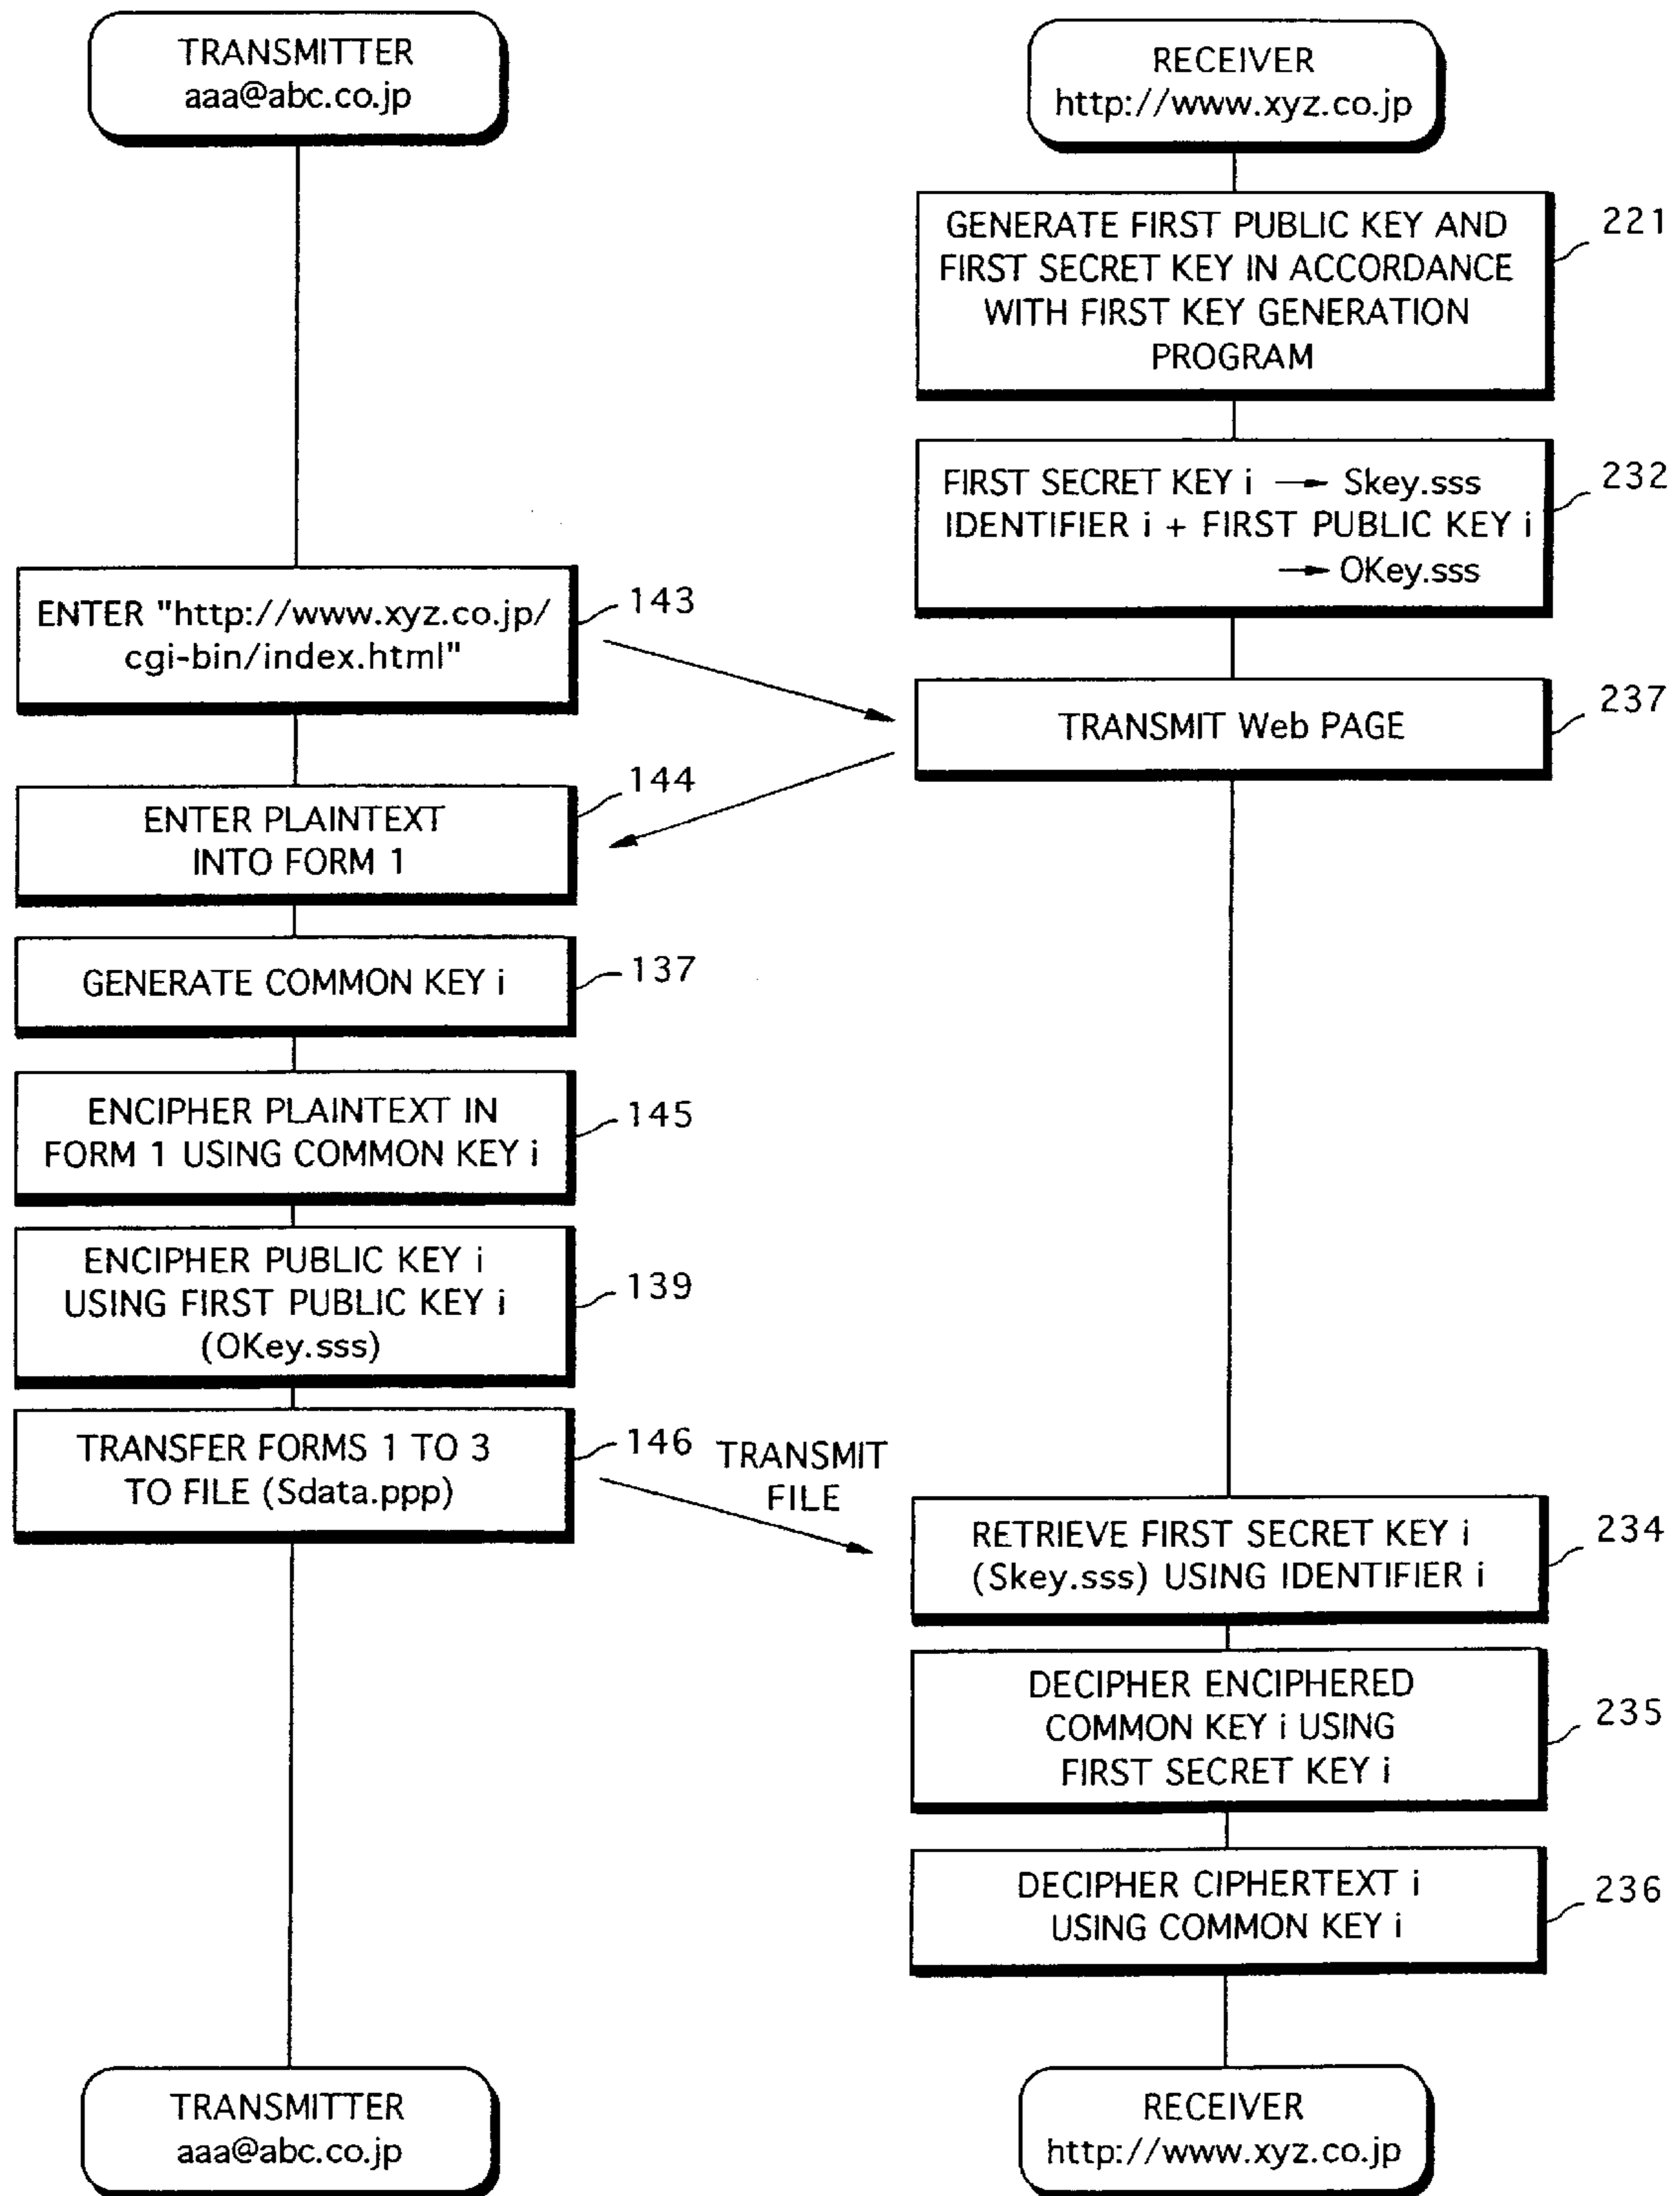 TRANSMITTER
aaa@abc.co.jp
RECEIVER
http://www.xyz.co.jp
GENERATE FIRST PUBLIC KEY AND
FIRST SECRET KEY IN ACCORDANCE
WITH FIRST KEY GENERATION
PROGRAM
221
FIRST SECRET KEY i → Skey.sss
IDENTIFIER i + FIRST PUBLIC KEY i
→ OKey.sss
232
ENTER "http://www.xyz.co.jp/
cgi-bin/index.html"
143
TRANSMIT Web PAGE
237
ENTER PLAINTEXT
INTO FORM 1
144
GENERATE COMMON KEY i
137
ENCIPHER PLAINTEXT IN
FORM 1 USING COMMON KEY i
145
ENCIPHER PUBLIC KEY i
USING FIRST PUBLIC KEY i
(OKey.sss)
139
TRANSFER FORMS 1 TO 3
TO FILE (Sdata.ppp)
146
TRANSMIT
FILE
RETRIEVE FIRST SECRET KEY i
(Skey.sss) USING IDENTIFIER i
234
DECIPHER ENCIPHERED
COMMON KEY i USING
FIRST SECRET KEY i
235
DECIPHER CIPHERTEXT i
USING COMMON KEY i
236
TRANSMITTER
aaa@abc.co.jp
RECEIVER
http://www.xyz.co.jp